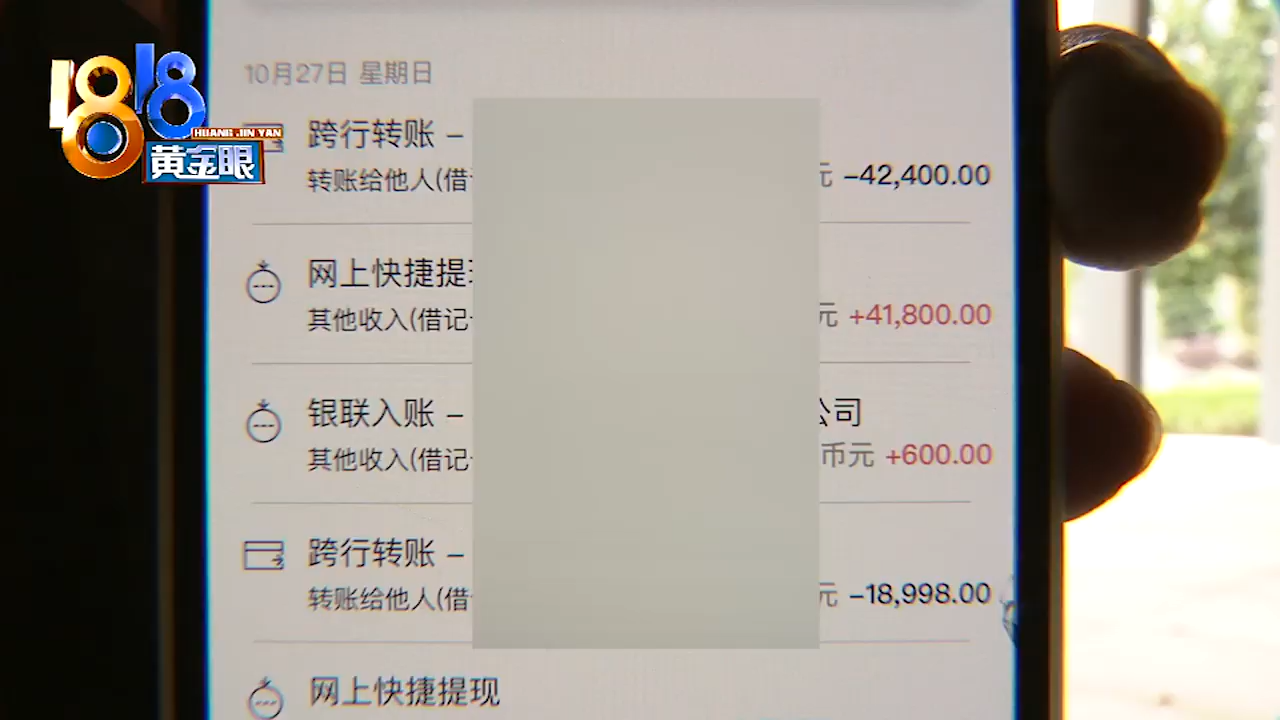 1818
HUANG JIN YAN
黄金眼
10月27日 星期日
跨行转账 –
转账给他人(借
元 –42,400.00
网上快捷提
其他收入(借记
元 +41,800.00
银联入账 –
公司
其他收入(借记
币元 +600.00
跨行转账 –
转账给他人(借
元 –18,998.00
网上快捷提现